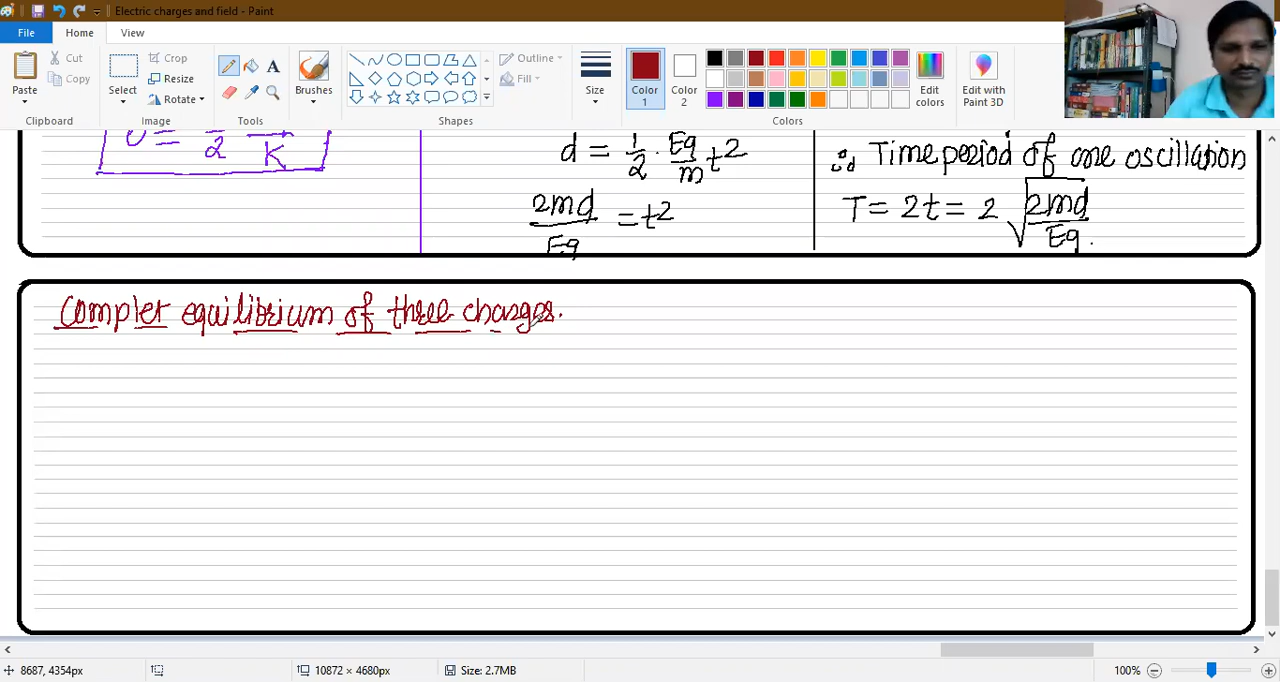 Electric charges and field - Paint
File Home View
Paste Cut Copy
Clipboard
Select Crop Resize Rotate
Image
A
Tools
Brushes
Outline Fill
Shapes
Size
Color 1 Color 2
Edit colors
Edit with Paint 3D
Colors
2 K
d = 1/2 · Eq/m t²
2md/Eq = t²
∴ Time period of one oscillation
T = 2t = 2 √2md/Eq.
Complet equilibrium of three charges.
8687, 4354px
10872 × 4680px
Size: 2.7MB
100%